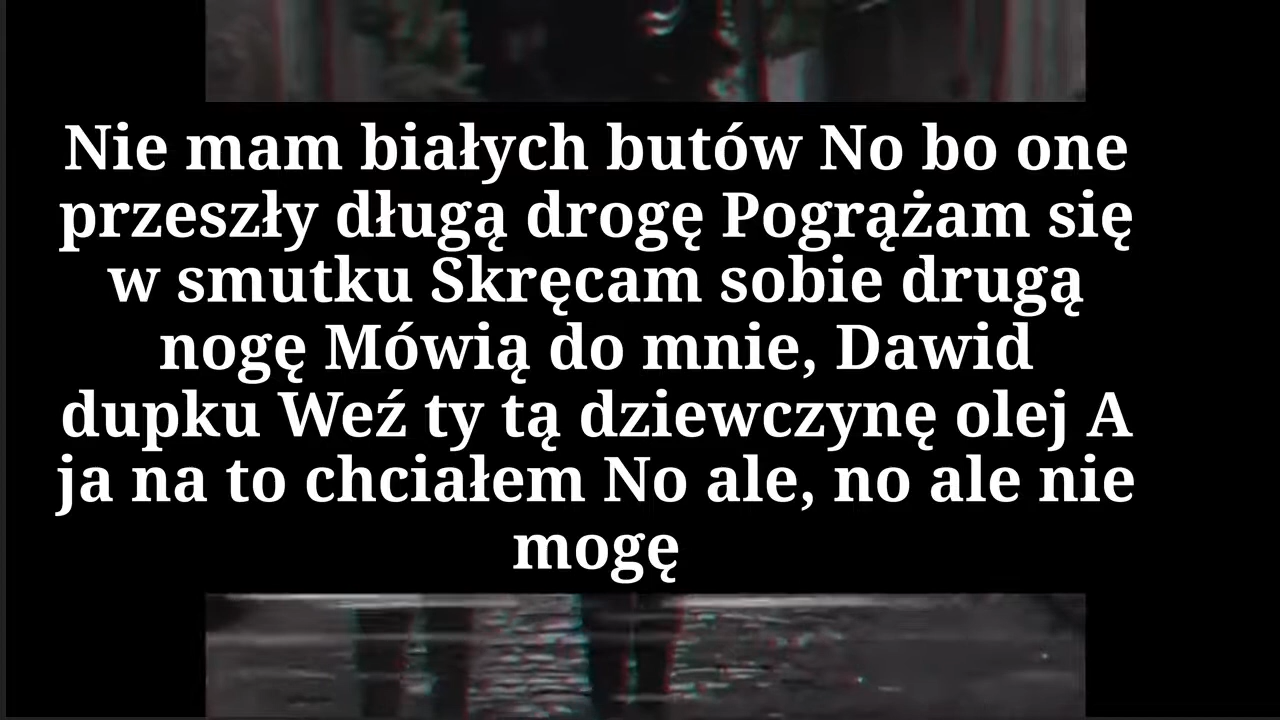 Nie mam białych butów No bo one
przeszły długą drogę Pogrążam się
w smutku Skręcam sobie drugą
nogę Mówią do mnie, Dawid
dupku Weź ty tą dziewczynę olej A
ja na to chciałem No ale, no ale nie
mogę